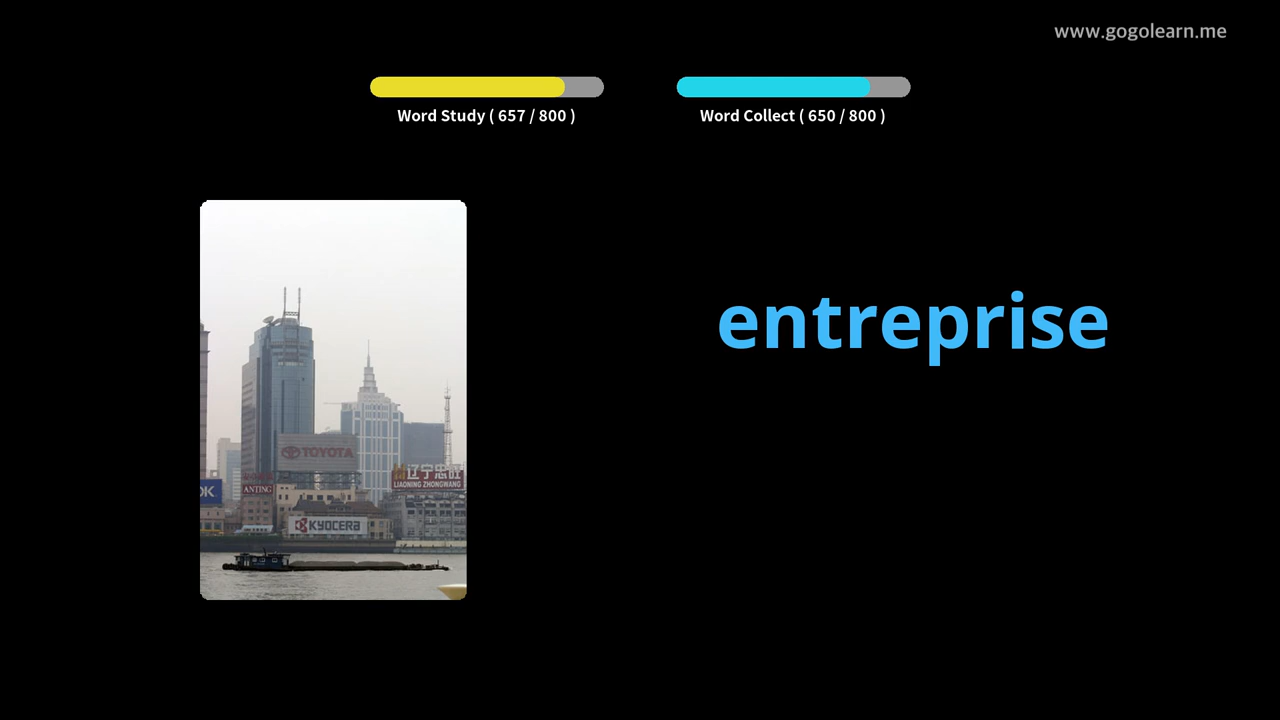 www.gogolearn.me
Word Study ( 657 / 800 )
Word Collect ( 650 / 800 )
entreprise
TOYOTA
辽宁忠旺
LIAONING ZHONGWANG
ANTING
OK
KYOCERA